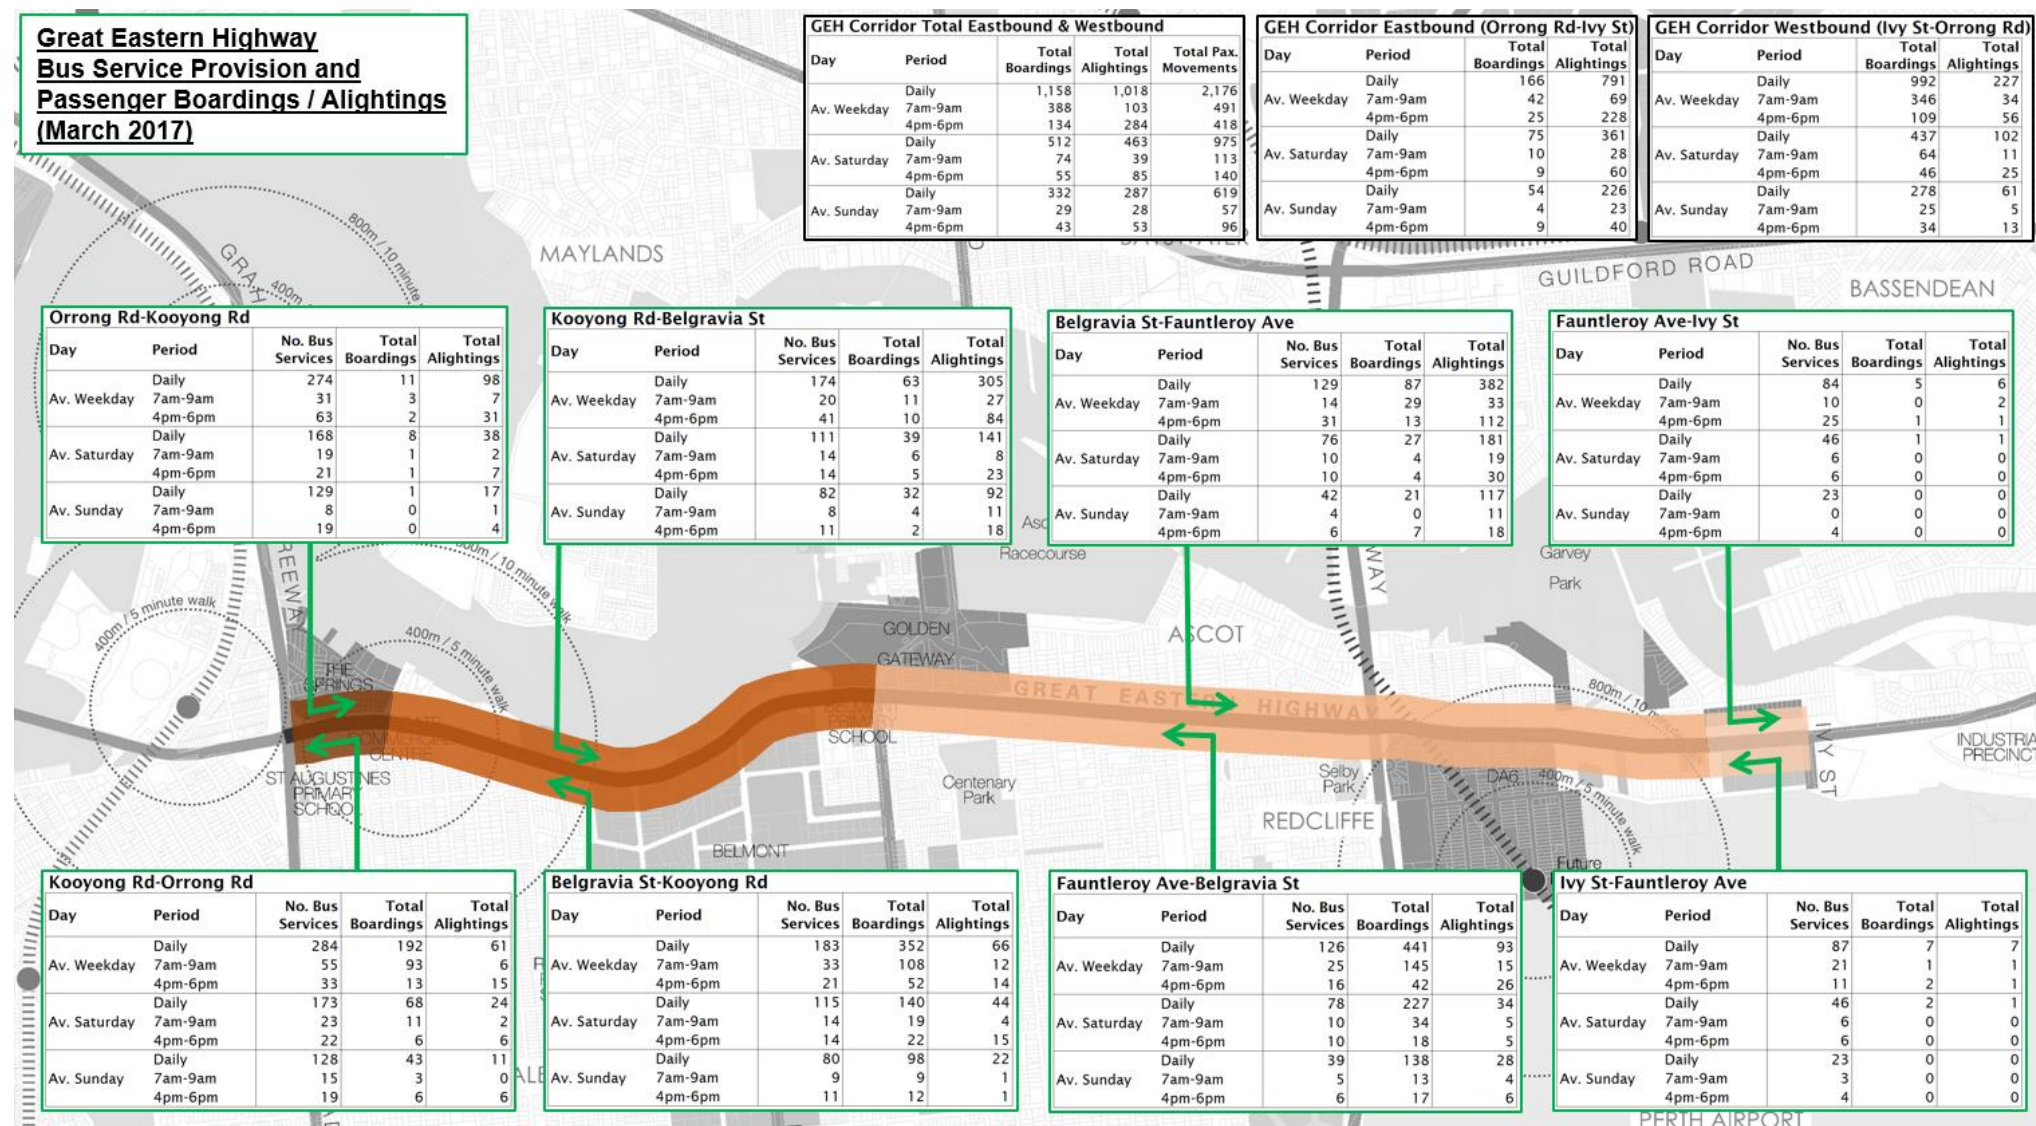 Great Eastern Highway
Bus Service Provision and
Passenger Boardings / Alightings
(March 2017)
GEH Corridor Total Eastbound & Westbound
Day Period Total Boardings Total Alightings Total Pax. Movements
Av. Weekday Daily 1,158 1,018 2,176
7am-9am 388 103 491
4pm-6pm 134 284 418
Av. Saturday Daily 512 463 975
7am-9am 74 39 113
4pm-6pm 55 85 140
Av. Sunday Daily 332 287 619
7am-9am 29 28 57
4pm-6pm 43 53 96
GEH Corridor Eastbound (Orrong Rd-Ivy St)
Day Period Total Boardings Total Alightings
Av. Weekday Daily 166 791
7am-9am 42 69
4pm-6pm 25 228
Av. Saturday Daily 75 361
7am-9am 10 28
4pm-6pm 9 60
Av. Sunday Daily 54 226
7am-9am 4 23
4pm-6pm 9 40
GEH Corridor Westbound (Ivy St-Orrong Rd)
Day Period Total Boardings Total Alightings
Av. Weekday Daily 992 227
7am-9am 346 34
4pm-6pm 109 56
Av. Saturday Daily 437 102
7am-9am 64 11
4pm-6pm 46 25
Av. Sunday Daily 278 61
7am-9am 25 5
4pm-6pm 34 13
800m / 10 minute
400m
MAYLANDS
GUILDFORD ROAD
BASSENDEAN
Orrong Rd-Kooyong Rd
Day Period No. Bus Services Total Boardings Total Alightings
Av. Weekday Daily 274 11 98
7am-9am 31 3 7
4pm-6pm 63 2 31
Av. Saturday Daily 168 8 38
7am-9am 19 1 2
4pm-6pm 21 1 7
Av. Sunday Daily 129 1 17
7am-9am 8 0 1
4pm-6pm 19 0 4
Kooyong Rd-Belgravia St
Day Period No. Bus Services Total Boardings Total Alightings
Av. Weekday Daily 174 63 305
7am-9am 20 11 27
4pm-6pm 41 10 84
Av. Saturday Daily 111 39 141
7am-9am 14 6 8
4pm-6pm 14 5 23
Av. Sunday Daily 82 32 92
7am-9am 8 4 11
4pm-6pm 11 2 18
Belgravia St-Fauntleroy Ave
Day Period No. Bus Services Total Boardings Total Alightings
Av. Weekday Daily 129 87 382
7am-9am 14 29 33
4pm-6pm 31 13 112
Av. Saturday Daily 76 27 181
7am-9am 10 4 19
4pm-6pm 10 4 30
Av. Sunday Daily 42 21 117
7am-9am 4 0 11
4pm-6pm 6 7 18
Fauntleroy Ave-Ivy St
Day Period No. Bus Services Total Boardings Total Alightings
Av. Weekday Daily 84 5 6
7am-9am 10 0 2
4pm-6pm 25 1 1
Av. Saturday Daily 46 1 1
7am-9am 6 0 0
4pm-6pm 6 0 0
Av. Sunday Daily 23 0 0
7am-9am 0 0 0
4pm-6pm 4 0 0
Racecourse
Garvey
Park
400m / 5 minute walk
10 minute walk
400m / 5 minute walk
THE
SPRINGS
GOLDEN
GATEWAY
ASCOT
GREAT EASTERN HIGHWAY
PRIMARY
SCHOOL
CENTRE
ST AUGUSTINES
PRIMARY
SCHOOL
Centenary
Park
Selby
Park
REDCLIFFE
BELMONT
800m / 10
DA6
400m / 5 minute walk
IVY ST
INDUSTRIA
PRECINCT
Future
Kooyong Rd-Orrong Rd
Day Period No. Bus Services Total Boardings Total Alightings
Av. Weekday Daily 284 192 61
7am-9am 55 93 6
4pm-6pm 33 13 15
Av. Saturday Daily 173 68 24
7am-9am 23 11 2
4pm-6pm 22 6 6
Av. Sunday Daily 128 43 11
7am-9am 15 3 0
4pm-6pm 19 6 6
Belgravia St-Kooyong Rd
Day Period No. Bus Services Total Boardings Total Alightings
Av. Weekday Daily 183 352 66
7am-9am 33 108 12
4pm-6pm 21 52 14
Av. Saturday Daily 115 140 44
7am-9am 14 19 4
4pm-6pm 14 22 15
Av. Sunday Daily 80 98 22
7am-9am 9 9 1
4pm-6pm 11 12 1
Fauntleroy Ave-Belgravia St
Day Period No. Bus Services Total Boardings Total Alightings
Av. Weekday Daily 126 441 93
7am-9am 25 145 15
4pm-6pm 16 42 26
Av. Saturday Daily 78 227 34
7am-9am 10 34 5
4pm-6pm 10 18 5
Av. Sunday Daily 39 138 28
7am-9am 5 13 4
4pm-6pm 6 17 6
Ivy St-Fauntleroy Ave
Day Period No. Bus Services Total Boardings Total Alightings
Av. Weekday Daily 87 7 7
7am-9am 21 1 1
4pm-6pm 11 2 1
Av. Saturday Daily 46 2 1
7am-9am 6 0 0
4pm-6pm 6 0 0
Av. Sunday Daily 23 0 0
7am-9am 3 0 0
4pm-6pm 4 0 0
PERTH AIRPORT